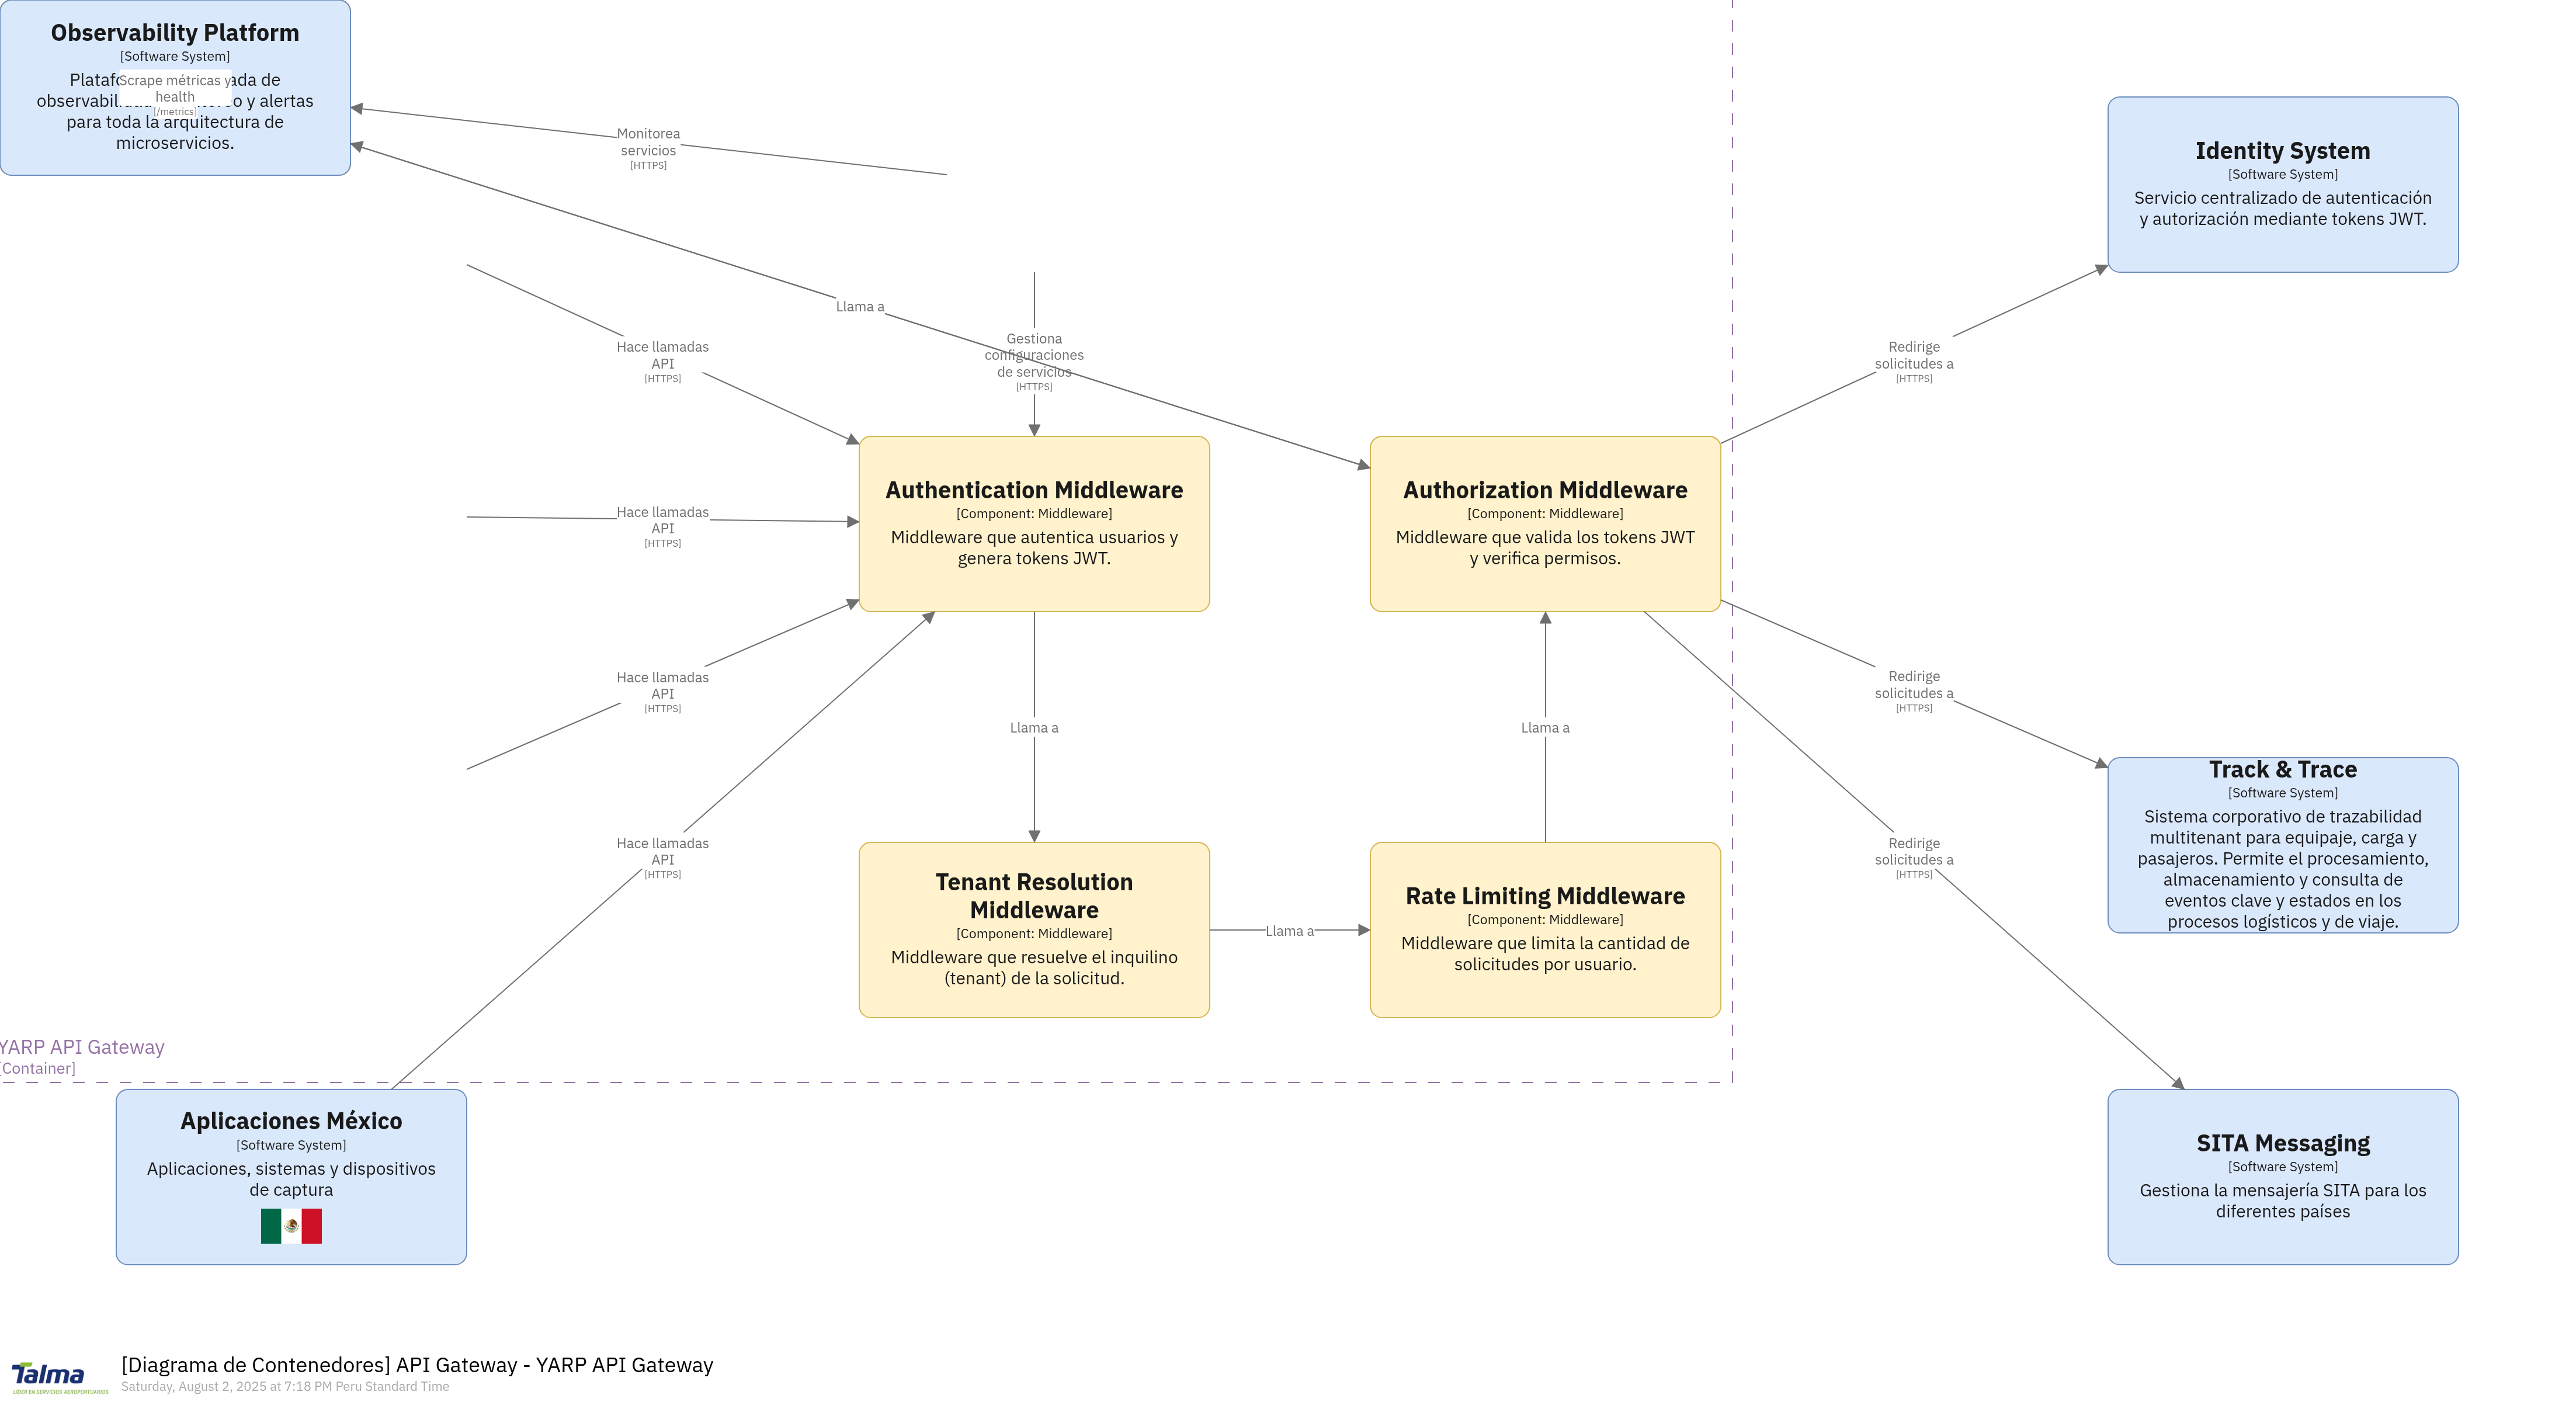 Observability Platform
[Software System]
Scrape métricas y
health
[/metrics]
ada de
y alertas
para toda la arquitectura de
microservicios.
Monitorea
servicios
[HTTPS]
Identity System
[Software System]
Servicio centralizado de autenticación
y autorización mediante tokens JWT.
Llama a
Gestiona
configuraciones
de servicios
[HTTPS]
Hace llamadas
API
[HTTPS]
Redirige
solicitudes a
[HTTPS]
Authentication Middleware
[Component: Middleware]
Middleware que autentica usuarios y
genera tokens JWT.
Authorization Middleware
[Component: Middleware]
Middleware que valida los tokens JWT
y verifica permisos.
Hace llamadas
API
[HTTPS]
Hace llamadas
API
[HTTPS]
Redirige
solicitudes a
[HTTPS]
Llama a
Llama a
Hace llamadas
API
[HTTPS]
Redirige
solicitudes a
[HTTPS]
Track & Trace
[Software System]
Sistema corporativo de trazabilidad
multitenant para equipaje, carga y
pasajeros. Permite el procesamiento,
almacenamiento y consulta de
eventos clave y estados en los
procesos logísticos y de viaje.
Tenant Resolution
Middleware
[Component: Middleware]
Middleware que resuelve el inquilino
(tenant) de la solicitud.
Llama a
Rate Limiting Middleware
[Component: Middleware]
Middleware que limita la cantidad de
solicitudes por usuario.
YARP API Gateway
[Container]
Aplicaciones México
[Software System]
Aplicaciones, sistemas y dispositivos
de captura
SITA Messaging
[Software System]
Gestiona la mensajería SITA para los
diferentes países
Talma
LÍDER EN SERVICIOS AEROPORTUARIOS
[Diagrama de Contenedores] API Gateway - YARP API Gateway
Saturday, August 2, 2025 at 7:18 PM Peru Standard Time